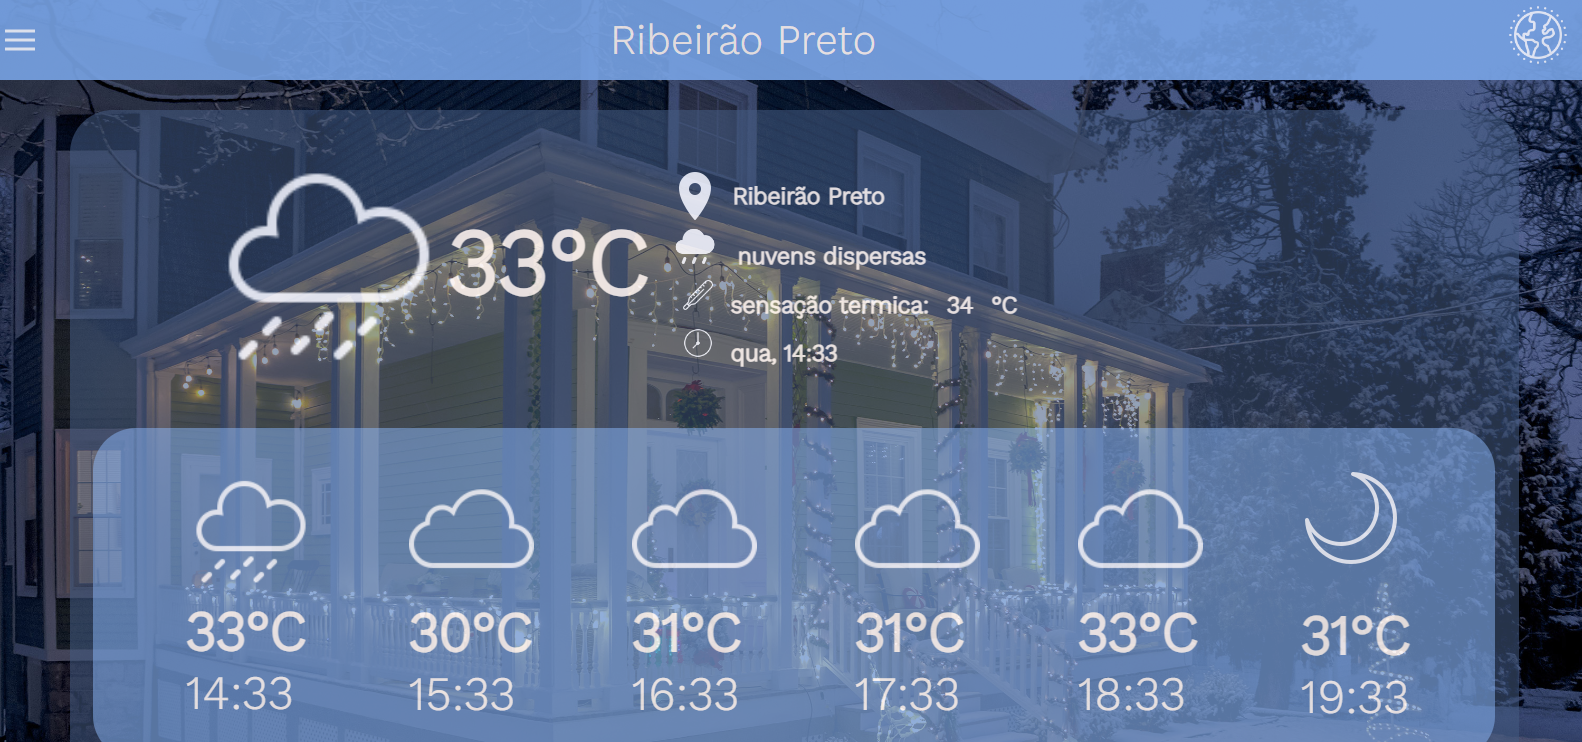 Ribeirão Preto
33°C
Ribeirão Preto
nuvens dispersas
sensação termica: 34 °C
qua, 14:33
33°C 30°C 31°C 31°C 33°C 31°C
14:33 15:33 16:33 17:33 18:33 19:33